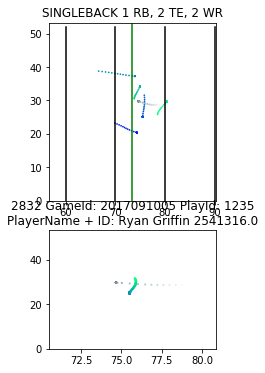 SINGLEBACK 1 RB, 2 TE, 2 WR
50
40
30
20
10
0
60 70 80 90
2832 GameId: 2017091005 PlayId: 1235
PlayerName + ID: Ryan Griffin 2541316.0
40
20
0
72.5 75.0 77.5 80.0